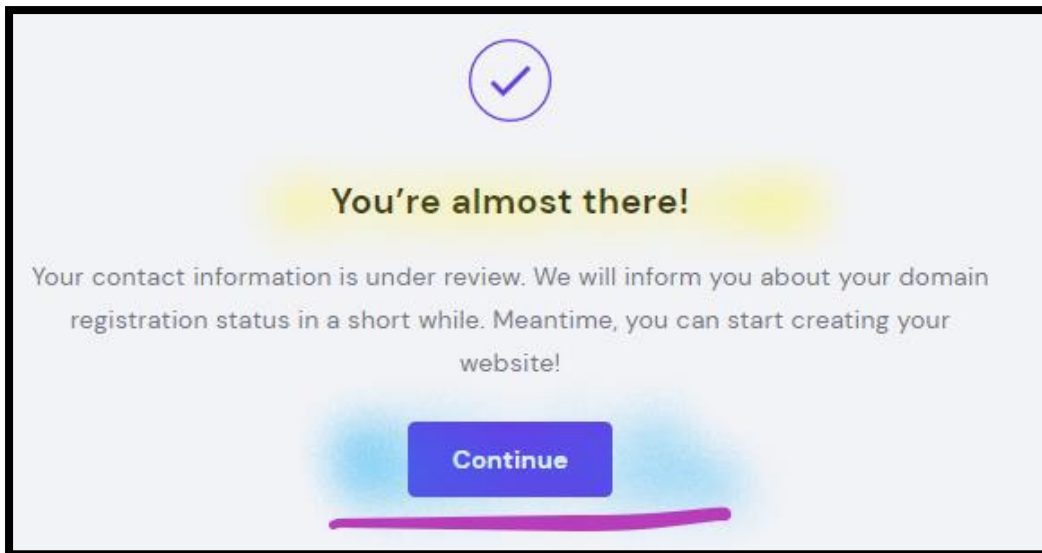 You’re almost there!
Your contact information is under review. We will inform you about your domain
registration status in a short while. Meantime, you can start creating your
website!
Continue